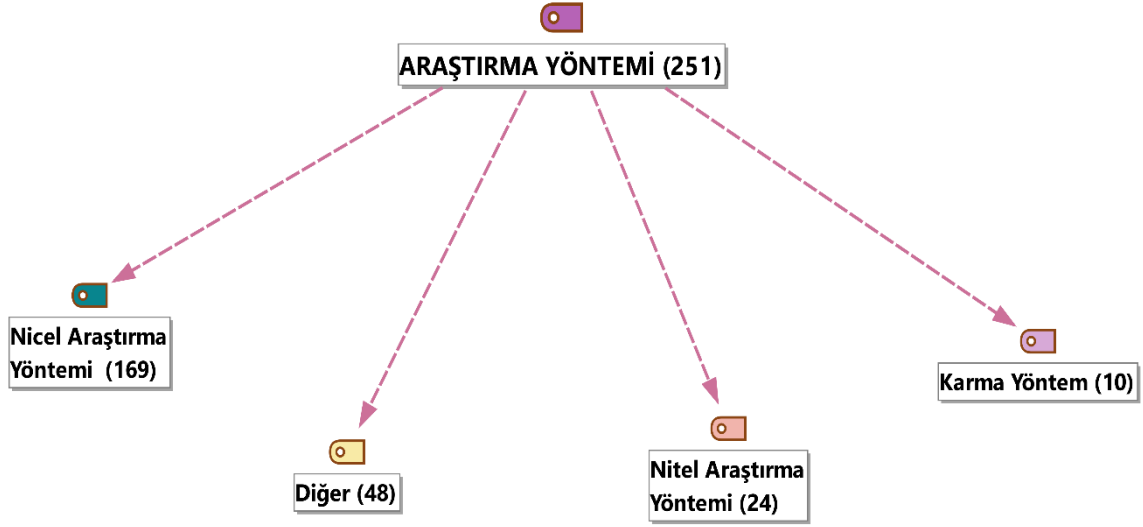 ARAŞTIRMA YÖNTEMİ (251)
Nicel Araştırma
Yöntemi (169)
Diğer (48)
Nitel Araştırma
Yöntemi (24)
Karma Yöntem (10)